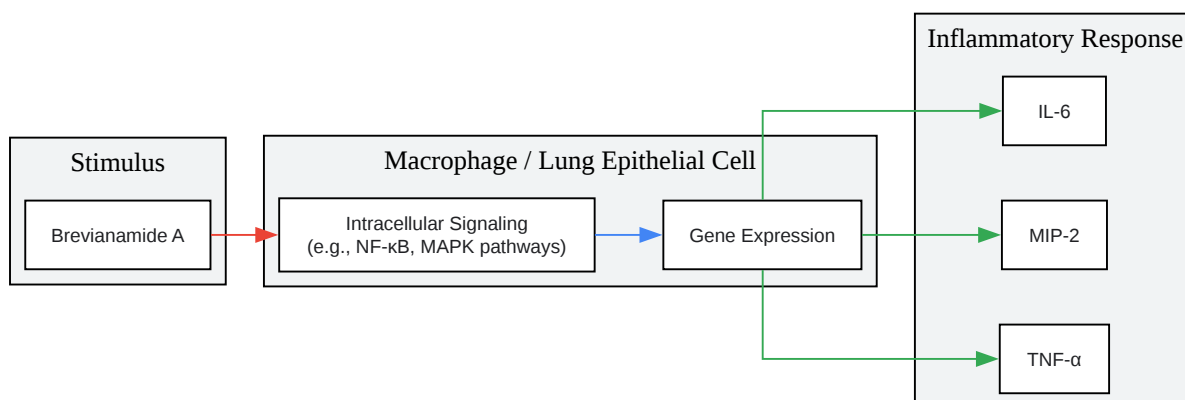 Stimulus
Brevianamide A
Macrophage / Lung Epithelial Cell
Intracellular Signaling
(e.g., NF-κB, MAPK pathways)
Gene Expression
Inflammatory Response
IL-6
MIP-2
TNF-α